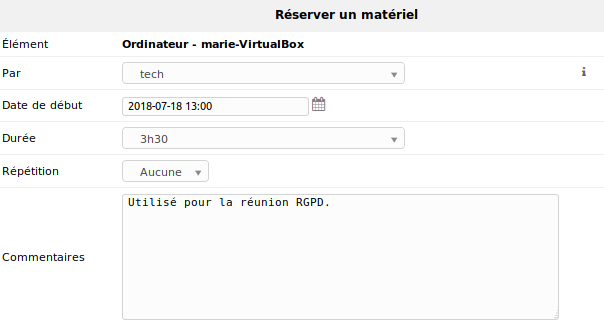 Réserver un matériel
Élément Ordinateur - marie-VirtualBox
Par tech
Date de début 2018-07-18 13:00
Durée 3h30
Répétition Aucune
Commentaires Utilisé pour la réunion RGPD.